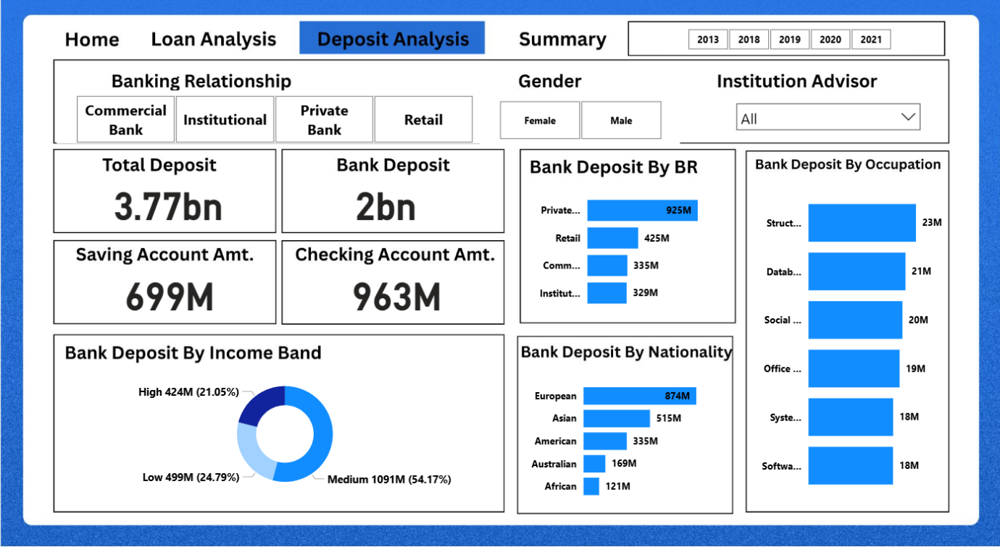 Home
Loan Analysis
Deposit Analysis
Summary
2013
2018
2019
2020
2021
Banking Relationship
Commercial
Bank
Institutional
Private
Bank
Retail
Gender
Female
Male
Institution Advisor
All
Total Deposit
3.77bn
Bank Deposit
2bn
Saving Account Amt.
699M
Checking Account Amt.
963M
Bank Deposit By BR
Private... 925M
Retail 425M
Comm... 335M
Institut... 329M
Bank Deposit By Occupation
Struct... 23M
Datab... 21M
Social ... 20M
Office ... 19M
Syste... 18M
Softwa... 18M
Bank Deposit By Income Band
High 424M (21.05%)
Low 499M (24.79%)
Medium 1091M (54.17%)
Bank Deposit By Nationality
European 874M
Asian 515M
American 335M
Australian 169M
African 121M